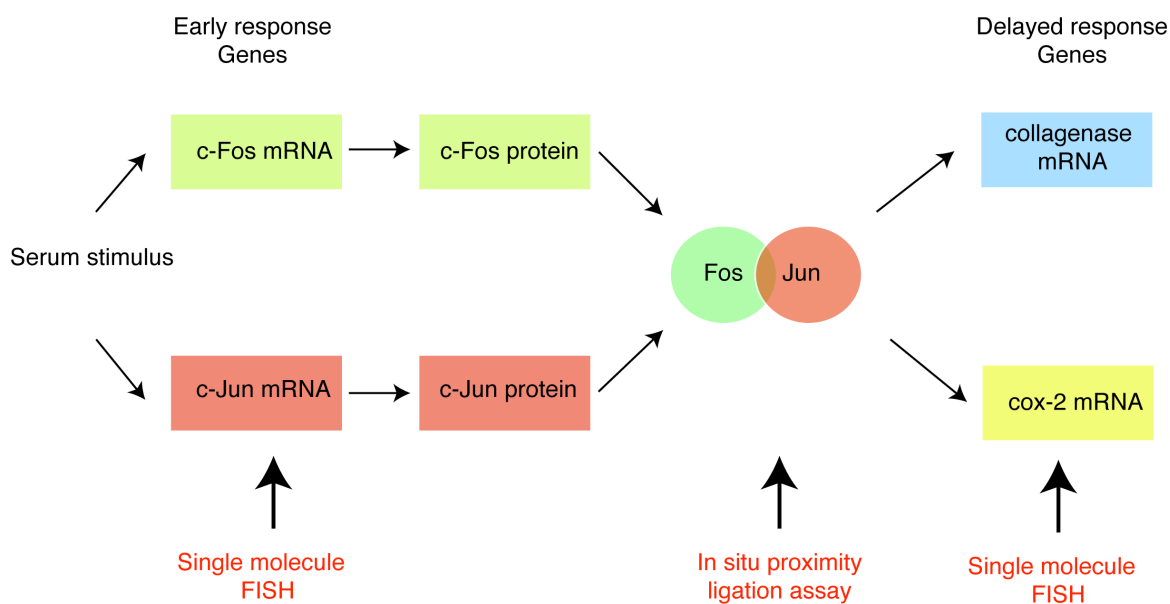 Early response
Genes
Delayed response
Genes
c-Fos mRNA
c-Fos protein
collagenase
mRNA
Serum stimulus
Fos
Jun
c-Jun mRNA
c-Jun protein
cox-2 mRNA
Single molecule
FISH
In situ proximity
ligation assay
Single molecule
FISH